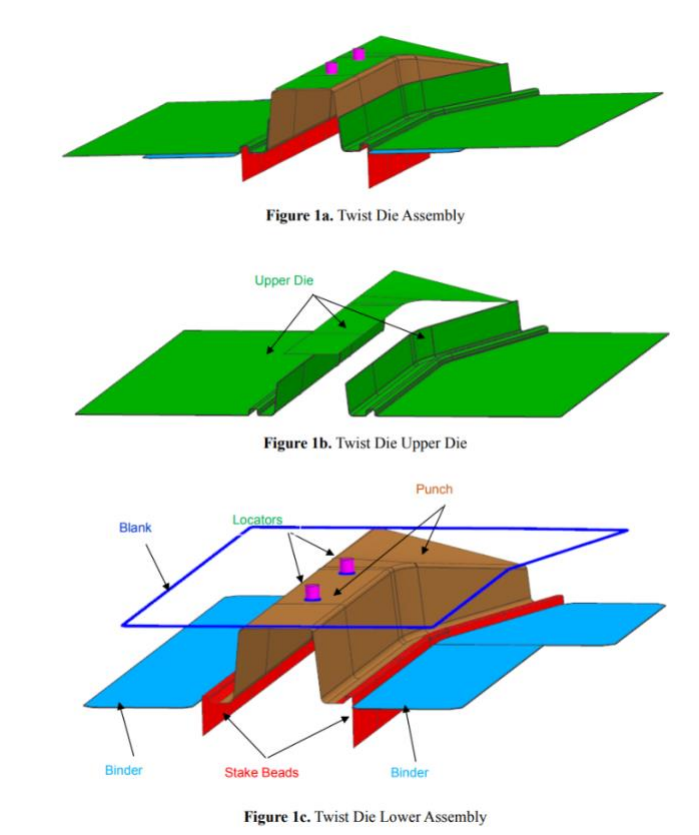 Figure 1a. Twist Die Assembly
Upper Die
Figure 1b. Twist Die Upper Die
Punch
Locators
Blank
Binder
Stake Beads
Binder
Figure 1c. Twist Die Lower Assembly